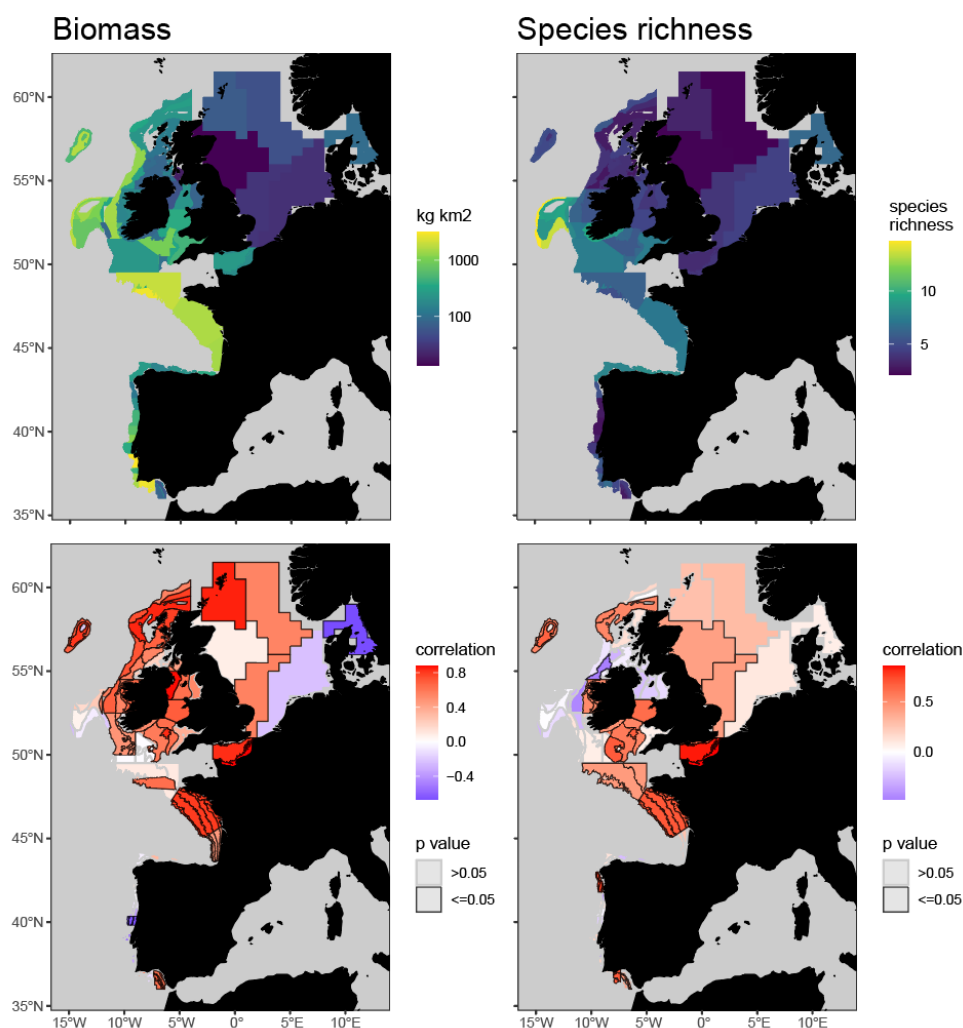 Biomass
Species richness
60°N
55°N
50°N
45°N
40°N
35°N
kg km2
1000
100
species
richness
10
5
60°N
55°N
50°N
45°N
40°N
35°N
15°W
10°W
5°W
0°
5°E
10°E
correlation
0.8
0.4
0.0
−0.4
p value
>0.05
<=0.05
15°W
10°W
5°W
0°
5°E
10°E
correlation
0.5
0.0
p value
>0.05
<=0.05